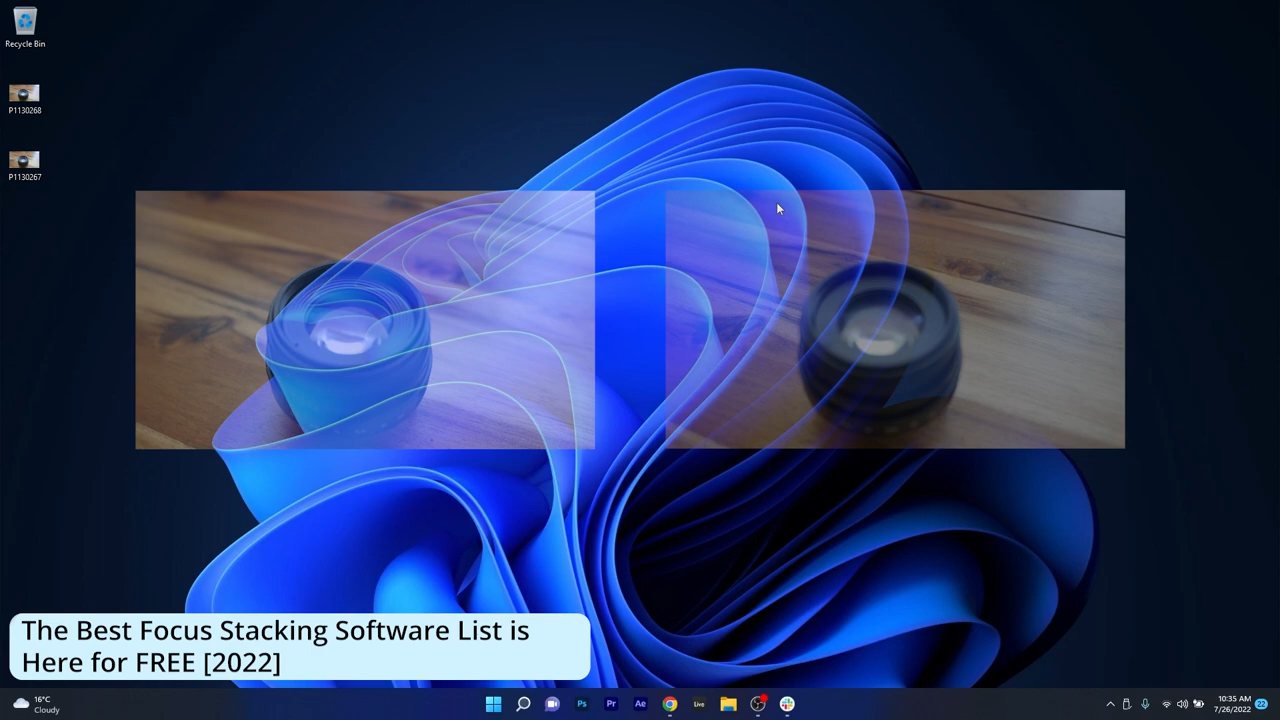 Recycle Bin
P1130268
P1130267
The Best Focus Stacking Software List is
Here for FREE [2022]
16°C
Cloudy
Ps
Pr
Ae
Live
10:35 AM
7/26/2022
22